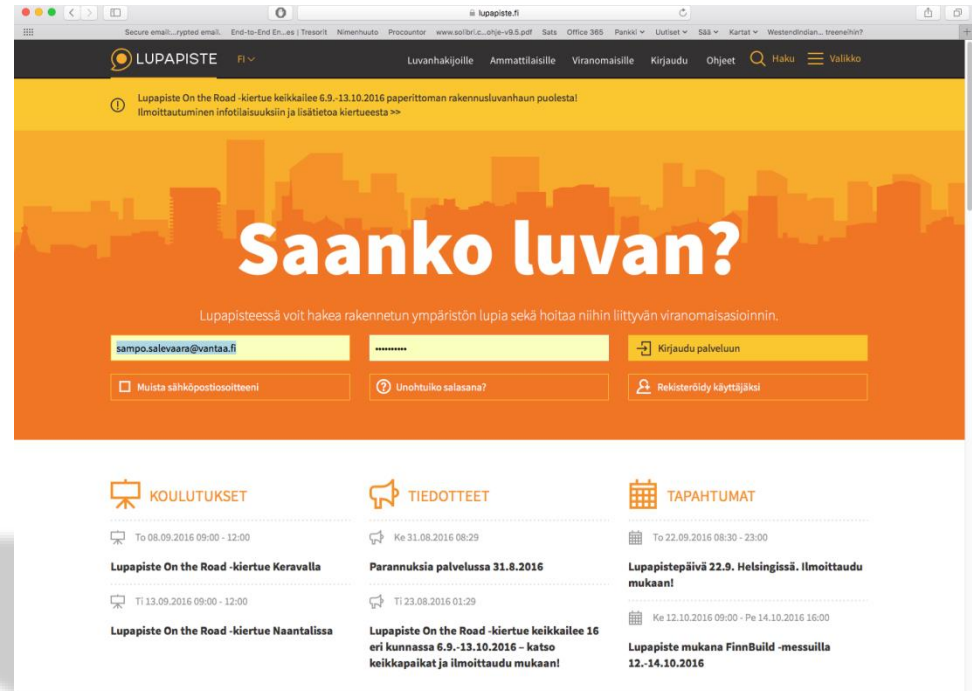 lupapiste.fi
Secure email:...rypted email. End-to-End En...es | Tresorit Nimenhuuto Procountor www.solibri.c...ohje-v9.5.pdf Sats Office 365 Pankki Uutiset Sää Kartat Westendindian... treeneihin?
LUPAPISTE FI Luvanhakijoille Ammattilaisille Viranomaisille Kirjaudu Ohjeet Haku Valikko
Lupapiste On the Road -kiertue keikkailee 6.9.-13.10.2016 paperittoman rakennusluvanhaun puolesta!
Ilmoittautuminen infotilaisuuksiin ja lisätietoa kiertueesta >>
Saanko luvan?
Lupapisteessä voit hakea rakennetun ympäristön lupia sekä hoitaa niihin liittyvän viranomaisasioinnin.
sampo.salevaara@vantaa.fi •••••••••• Kirjaudu palveluun
Muista sähköpostiosoitteeni Unohtuiko salasana? Rekisteröidy käyttäjäksi
KOULUTUKSET
To 08.09.2016 09:00 - 12:00
Lupapiste On the Road -kiertue Keravalla
Ti 13.09.2016 09:00 - 12:00
Lupapiste On the Road -kiertue Naantalissa
TIEDOTTEET
Ke 31.08.2016 08:29
Parannuksia palvelussa 31.8.2016
Ti 23.08.2016 01:29
Lupapiste On the Road -kiertue keikkailee 16
eri kunnassa 6.9.-13.10.2016 – katso
keikkapaikat ja ilmoittaudu mukaan!
TAPAHTUMAT
To 22.09.2016 08:30 - 23:00
Lupapistepäivä 22.9. Helsingissä. Ilmoittaudu
mukaan!
Ke 12.10.2016 09:00 - Pe 14.10.2016 16:00
Lupapiste mukana FinnBuild -messuilla
12.-14.10.2016